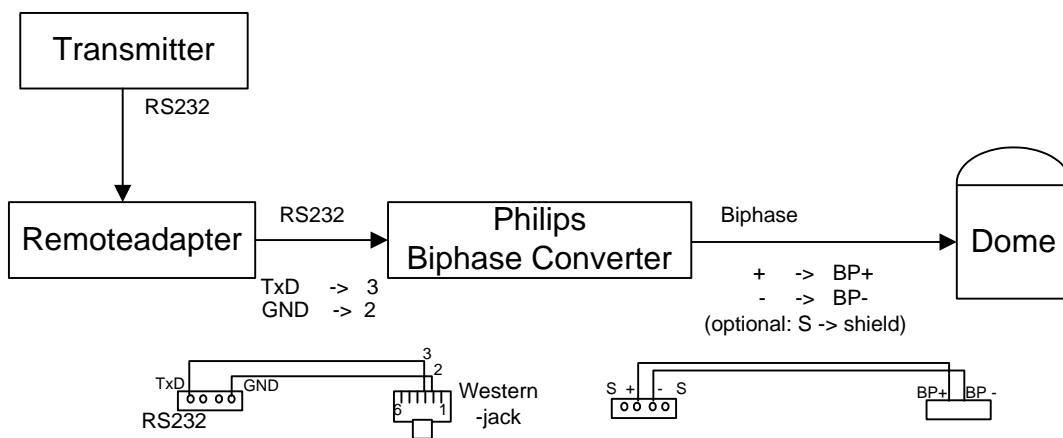 Transmitter
RS232
Remoteadapter
RS232
Philips
Biphase Converter
Biphase
Dome
TxD -> 3
GND -> 2
+ -> BP+
- -> BP-
(optional: S -> shield)
3
2
TxD
GND
RS232
6
1
Western
-jack
S + - S
BP+ BP -